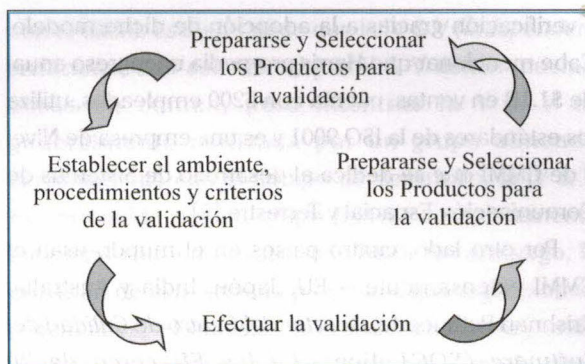 Prepararse y Seleccionar
los Productos para
la validación
Establecer el ambiente,
procedimientos y criterios
de la validación
Prepararse y Seleccionar
los Productos para
la validación
Efectuar la validación